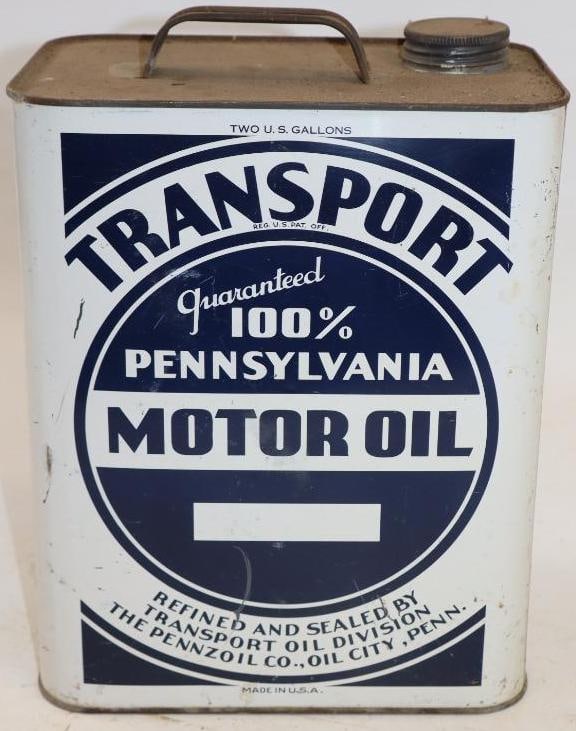 TWO U.S. GALLONS
TRANSPORT
REG. U.S. PAT. OFF.
Guaranteed
100%
PENNSYLVANIA
MOTOR OIL
REFINED AND SEALED BY
TRANSPORT OIL DIVISION
THE PENNZOIL CO., OIL CITY, PENN.
MADE IN U.S.A.